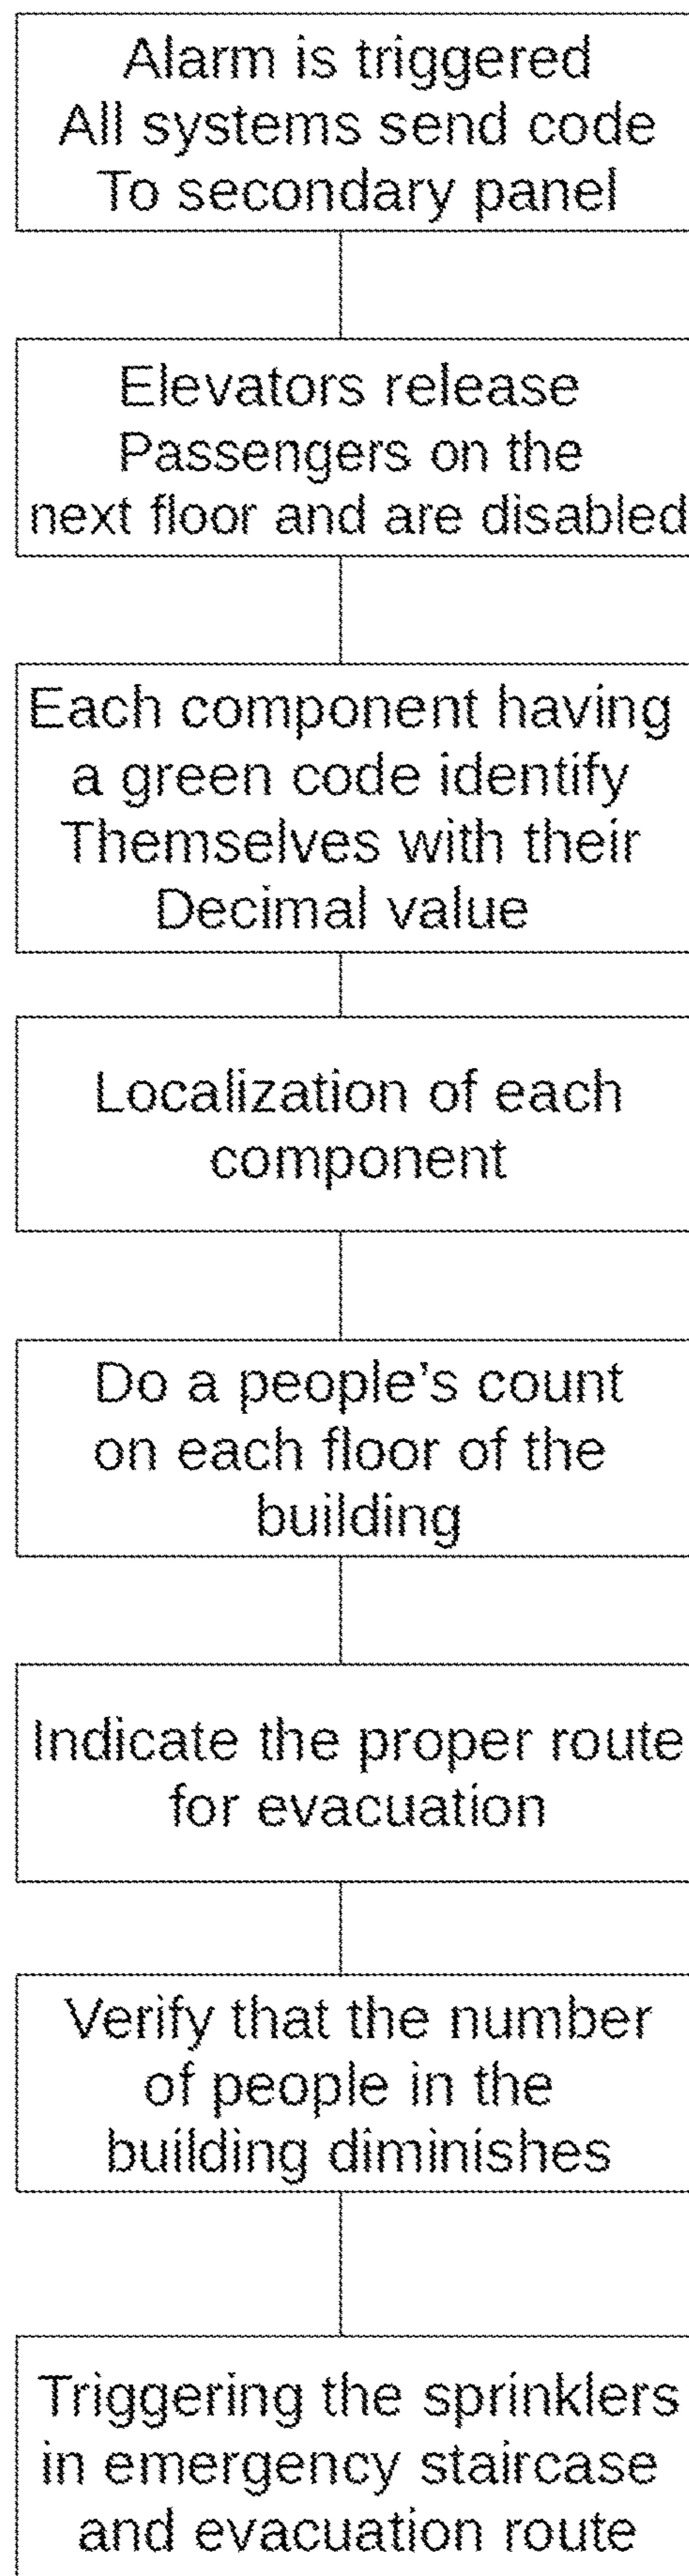 Alarm is triggered
All systems send code
To secondary panel
Elevators release
Passengers on the
next floor and are disabled
Each component having
a green code identify
Themselves with their
Decimal value
Localization of each
component
Do a people's count
on each floor of the
building
Indicate the proper route
for evacuation
Verify that the number
of people in the
building diminishes
Triggering the sprinklers
in emergency staircase
and evacuation route